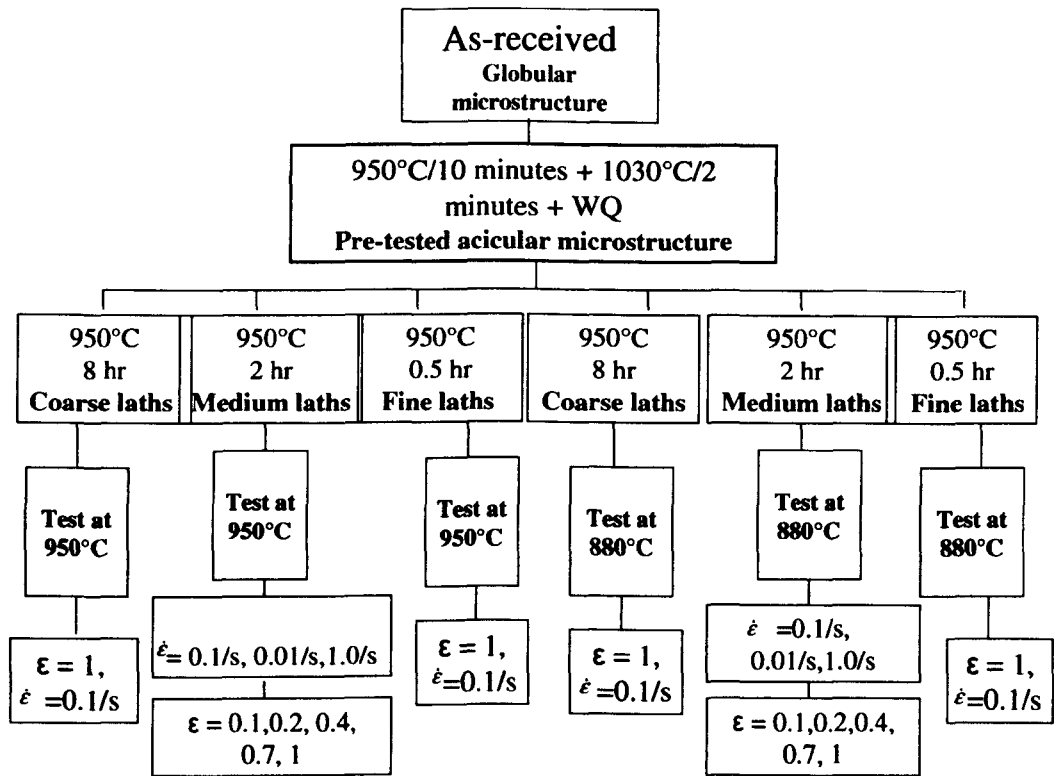 As-received
Globular
microstructure
950°C/10 minutes + 1030°C/2
minutes + WQ
Pre-tested acicular microstructure
950°C
8 hr
Coarse laths
950°C
2 hr
Medium laths
950°C
0.5 hr
Fine laths
950°C
8 hr
Coarse laths
950°C
2 hr
Medium laths
950°C
0.5 hr
Fine laths
Test at
950°C
Test at
950°C
Test at
950°C
Test at
880°C
Test at
880°C
Test at
880°C
ε = 1,
ε̇ =0.1/s
ε̇= 0.1/s, 0.01/s,1.0/s
ε = 0.1,0.2, 0.4,
0.7, 1
ε = 1,
ε̇=0.1/s
ε = 1,
ε̇=0.1/s
ε̇ =0.1/s,
0.01/s,1.0/s
ε = 0.1,0.2,0.4,
0.7, 1
ε = 1,
ε̇=0.1/s